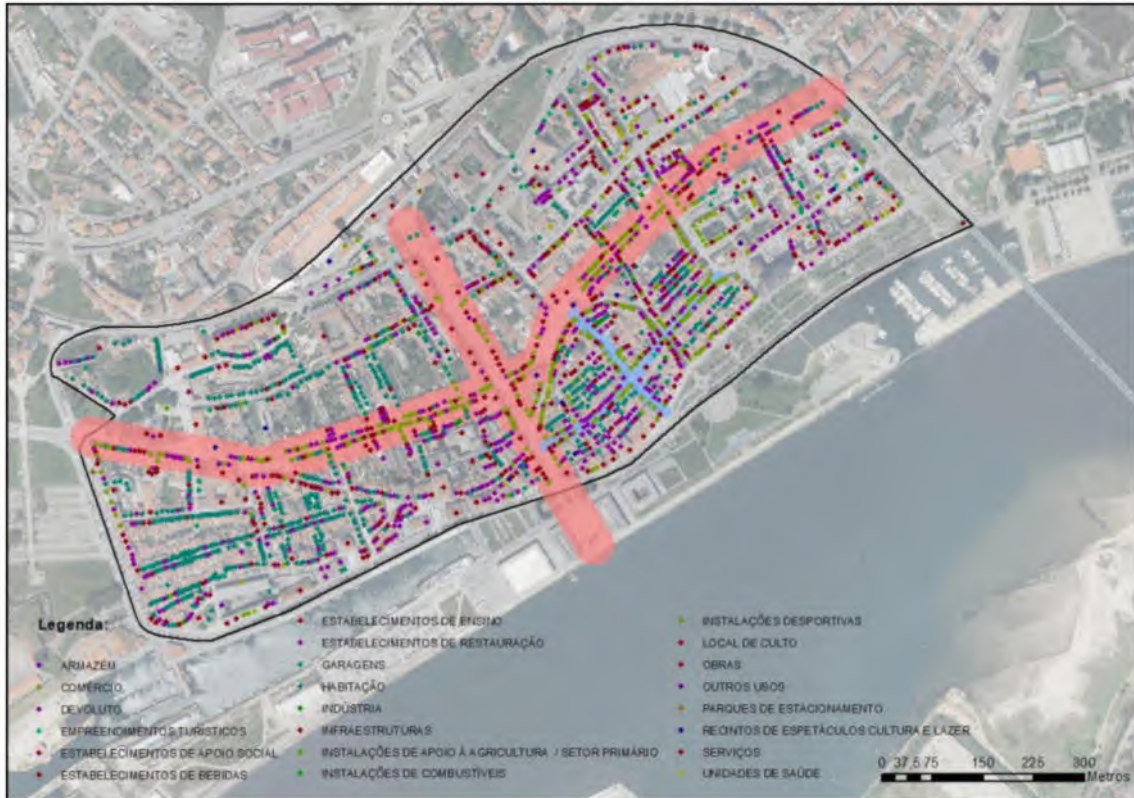 Legenda:
ARMAZÉM
COMÉRCIO
DEVOLUTO
EMPREENDIMENTOS TURÍSTICOS
ESTABELECIMENTOS DE APOIO SOCIAL
ESTABELECIMENTOS DE BEBIDAS
ESTABELECIMENTOS DE ENSINO
ESTABELECIMENTOS DE RESTAURAÇÃO
GARAGENS
HABITAÇÃO
INDÚSTRIA
INFRAESTRUTURAS
INSTALAÇÕES DE APOIO À AGRICULTURA / SETOR PRIMÁRIO
INSTALAÇÕES DE COMBUSTÍVEIS
INSTALAÇÕES DESPORTIVAS
LOCAL DE CULTO
OBRAS
OUTROS USOS
PARQUES DE ESTACIONAMENTO
RECINTOS DE ESPETÁCULOS CULTURA E LAZER
SERVIÇOS
UNIDADES DE SAÚDE
0 37,5 75 150 225 300
Metros